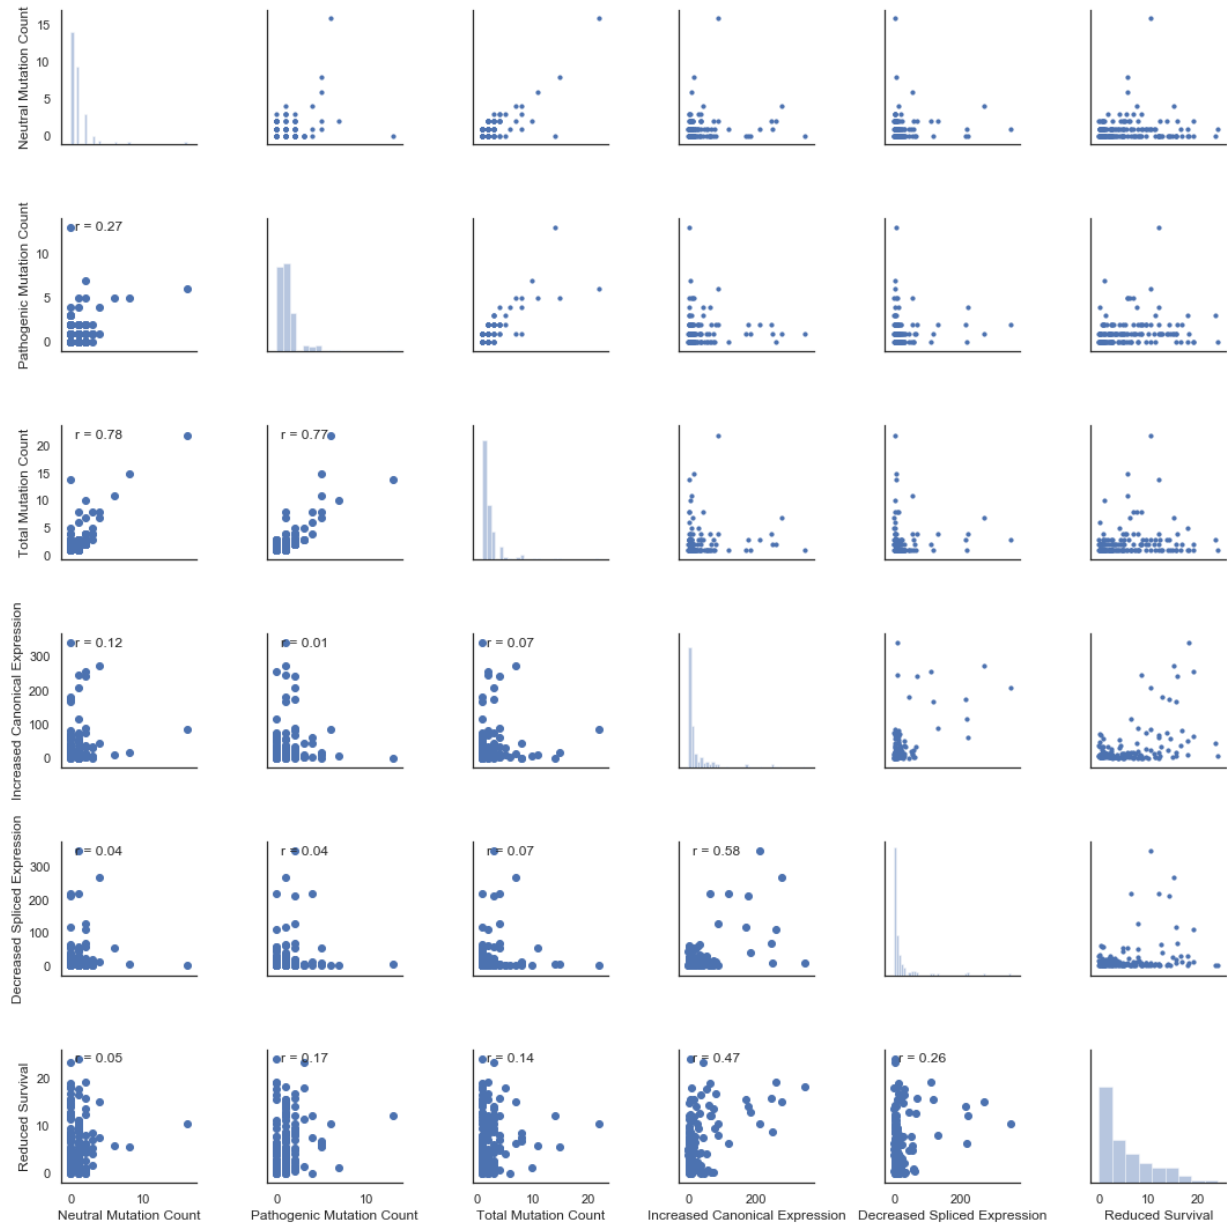 Neutral Mutation Count
15
10
5
0
Pathogenic Mutation Count
10
5
0
r = 0.27
Total Mutation Count
20
15
10
5
0
r = 0.78
r = 0.77
Increased Canonical Expression
300
200
100
0
r = 0.12
r = 0.01
r = 0.07
Decreased Spliced Expression
300
200
100
0
r = 0.04
r = 0.04
r = 0.07
r = 0.58
Reduced Survival
20
10
0
r = 0.05
r = 0.17
r = 0.14
r = 0.47
r = 0.26
0 10
0 10
0 20
0 200
0 200
0 10 20
Neutral Mutation Count
Pathogenic Mutation Count
Total Mutation Count
Increased Canonical Expression
Decreased Spliced Expression
Reduced Survival